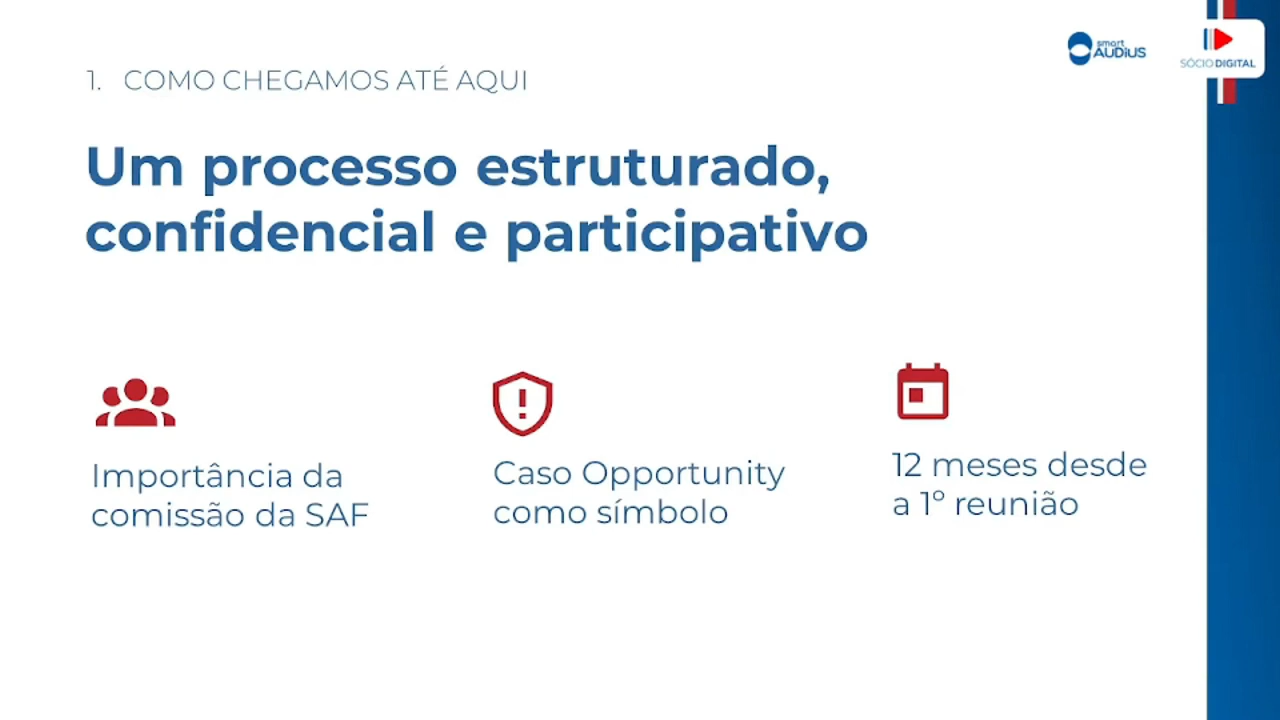 smart
AUDiUS
SÓCIO DIGITAL
1. COMO CHEGAMOS ATÉ AQUI
Um processo estruturado,
confidencial e participativo
Importância da
comissão da SAF
Caso Opportunity
como símbolo
12 meses desde
a 1º reunião